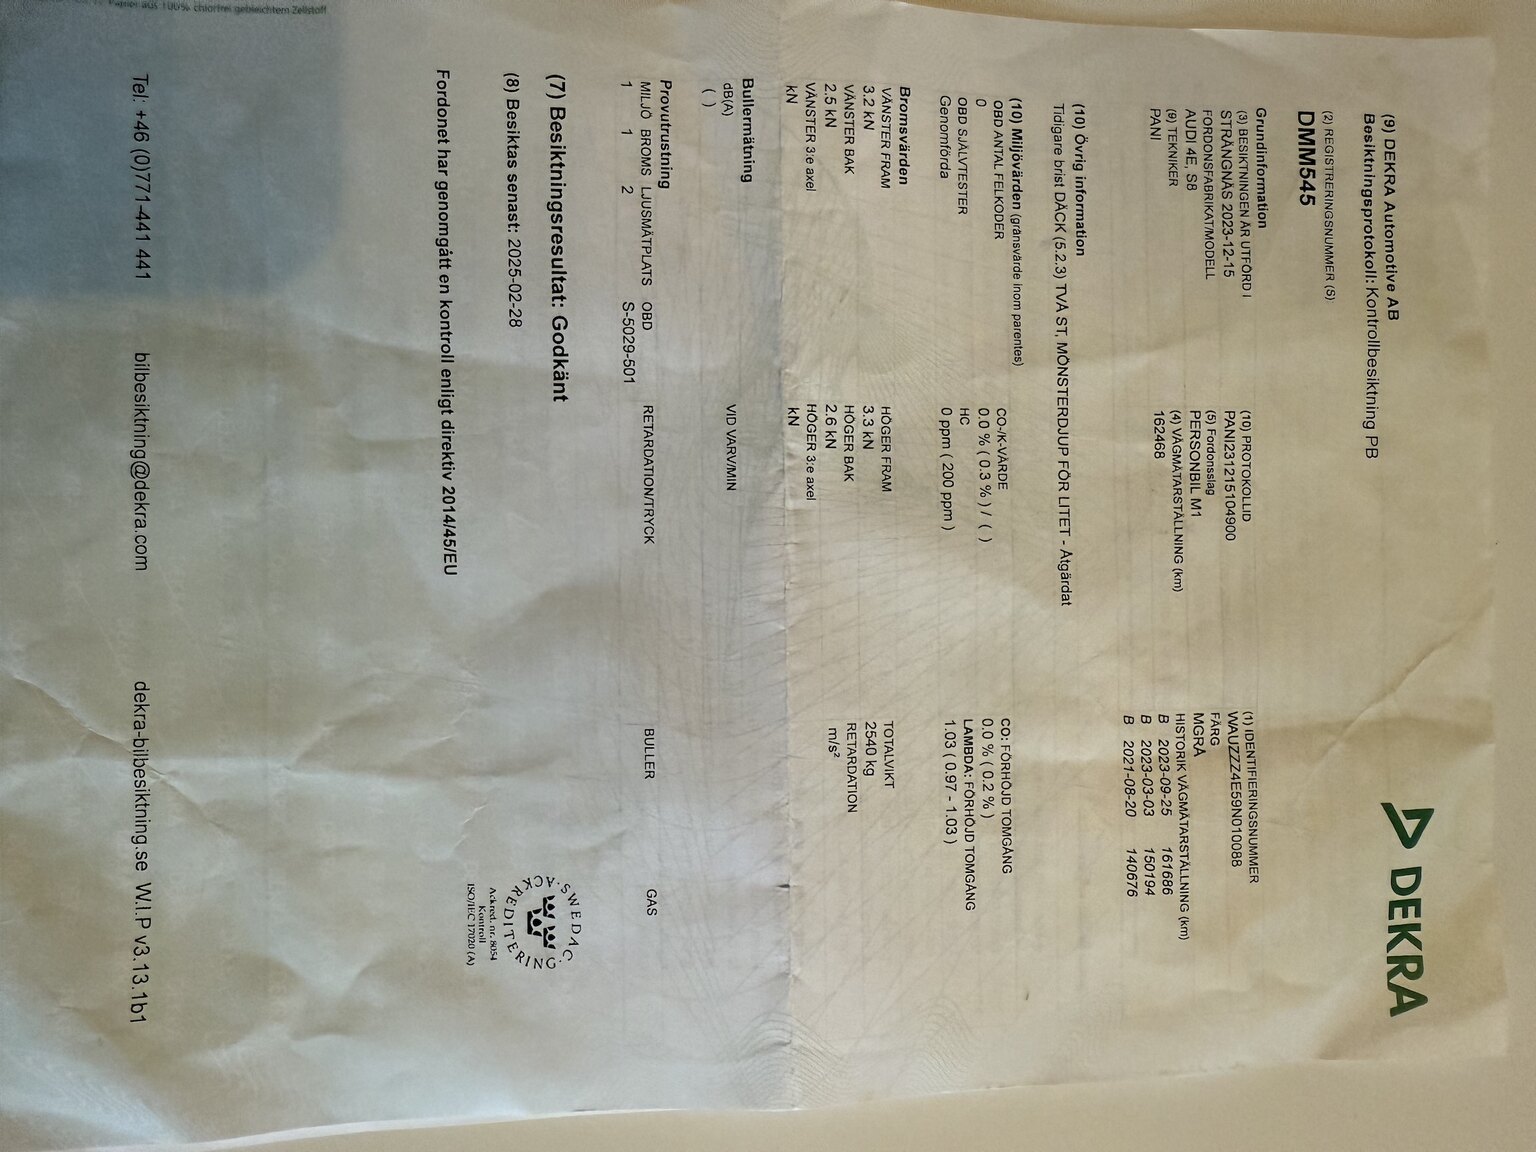 DEKRA
(9) DEKRA Automotive AB
Besiktningsprotokoll: Kontrollbesiktning PB
(2) REGISTRERINGSNUMMER (S)
DMM545
Grundinformation
(3) BESIKTNINGEN ÄR UTFÖRD I
STRÄNGNÄS 2023-12-15
FORDONSFABRIKAT/MODELL
AUDI 4E, S8
(9) TEKNIKER
PANI
(10) PROTOKOLLID
PANI231215104900
(5) Fordonsslag
PERSONBIL M1
(4) VÄGMÄTARSTÄLLNING (km)
162468
(1) IDENTIFIERINGSNUMMER
WAUZZZ4E59N010088
FÄRG
MGRÅ
HISTORIK VÄGMÄTARSTÄLLNING (km)
B 2023-09-25 161686
B 2023-03-03 150194
B 2021-08-20 140676
(10) Övrig information
Tidigare brist DÄCK (5.2.3) TVÅ ST, MÖNSTERDJUP FÖR LITET - Åtgärdat
(10) Miljövärden (gränsvärde inom parentes)
OBD ANTAL FELKODER
0
OBD SJÄLVTESTER
Genomförda
CO-/K-VÄRDE
0.0 % ( 0.3 % ) / ( )
HC
0 ppm ( 200 ppm )
CO: FÖRHÖJD TOMGÅNG
0.0 % ( 0.2 % )
LAMBDA: FÖRHÖJD TOMGÅNG
1.03 ( 0.97 - 1.03 )
Bromsvärden
VÄNSTER FRAM
3.2 kN
VÄNSTER BAK
2.5 kN
VÄNSTER 3:e axel
kN
HÖGER FRAM
3.3 kN
HÖGER BAK
2.6 kN
HÖGER 3:e axel
kN
TOTALVIKT
2540 kg
RETARDATION
m/s²
Bullermätning
dB(A)
( )
VID VARV/MIN
Provutrustning
MILJÖ BROMS LJUSMÄTPLATS OBD RETARDATION/TRYCK BULLER GAS
1 1 2 S-5029-501
(7) Besiktningsresultat: Godkänt
(8) Besiktas senast: 2025-02-28
SWEDAC ACKREDITERING
Ackred. nr. 8054
Kontroll
ISO/IEC 17020 (A)
Fordonet har genomgått en kontroll enligt direktiv 2014/45/EU
Tel: +46 (0)771-441 441 bilbesiktning@dekra.com dekra-bilbesiktning.se W.I.P v3.13.1b1
Papier aus 100% chlorfrei gebleichtem Zellstoff